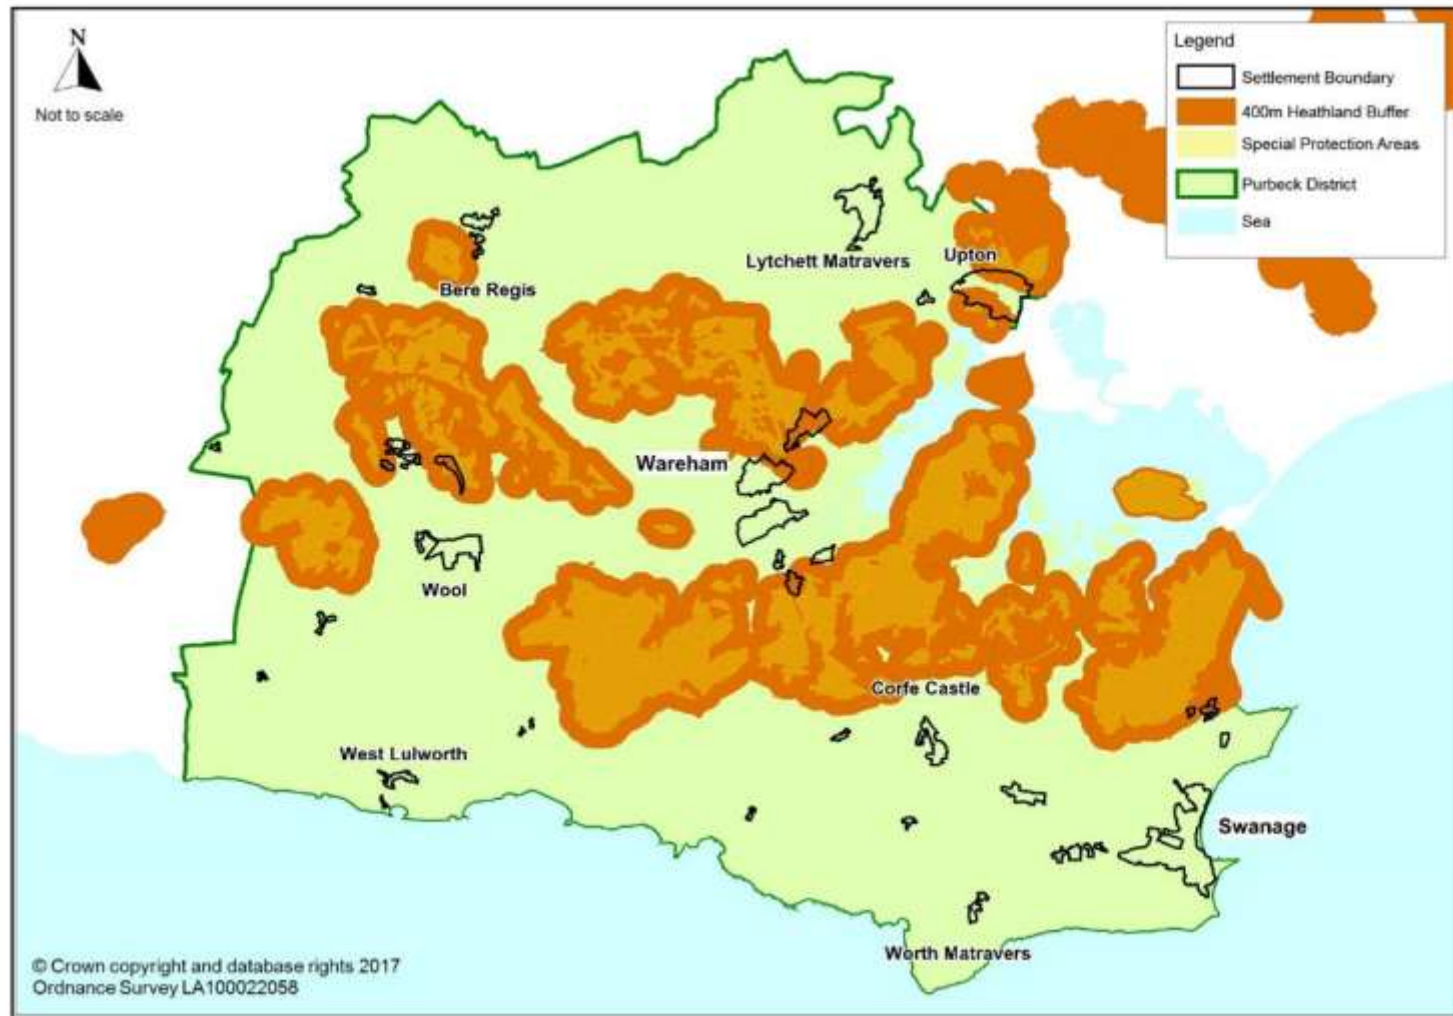 N
Not to scale
Legend
Settlement Boundary
400m Heathland Buffer
Special Protection Areas
Purbeck District
Sea
Lytchett Matravers
Upton
Bere Regis
Wareham
Wool
Corfe Castle
West Lulworth
Swanage
Worth Matravers
© Crown copyright and database rights 2017
Ordnance Survey LA100022058